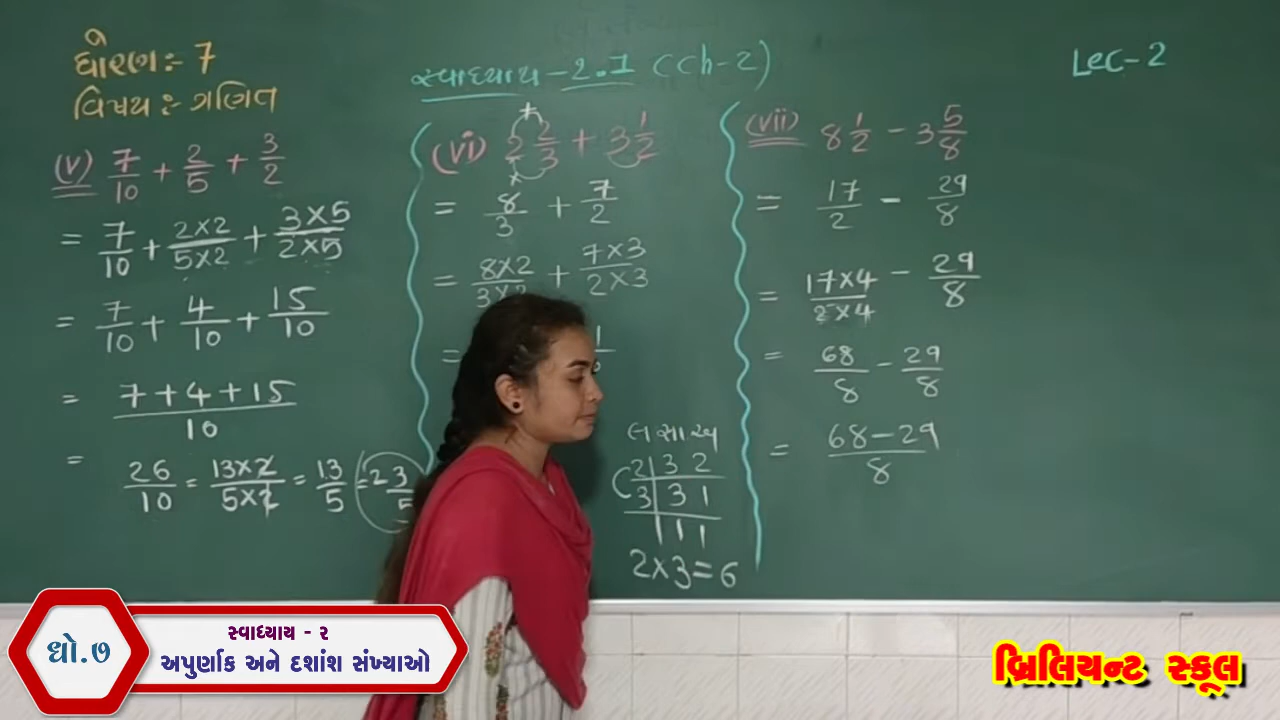 ધોરણ :- 7
વિષય :- ગણિત
સ્વાધ્યાય - 2.1 (Ch-2)
Lec-2
(v) 7/10 + 2/5 + 3/2
= 7/10 + 2×2/5×2 + 3×5/2×5
= 7/10 + 4/10 + 15/10
= 7+4+15/10
= 26/10 = 13×2/5×2 = 13/5 = 2 3/5
(vi) 2 2/3 + 3 1/2
+
×
= 8/3 + 7/2
= 8×2/3×2 + 7×3/2×3
=
લ સા અ
2 | 3 2
3 | 3 1
| 1 1
2×3=6
(vii) 8 1/2 - 3 5/8
= 17/2 - 29/8
= 17×4/2×4 - 29/8
= 68/8 - 29/8
= 68-29/8
ધો.૭
સ્વાધ્યાય - ૨
અપુર્ણાક અને દશાંશ સંખ્યાઓ
બ્રિલિયન્ટ સ્કૂલ